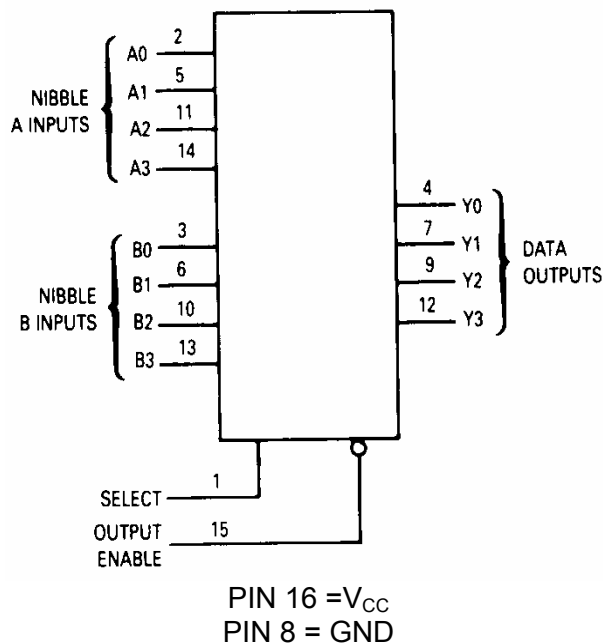 NIBBLE
A INPUTS
A0 2
A1 5
A2 11
A3 14
NIBBLE
B INPUTS
B0 3
B1 6
B2 10
B3 13
4 Y0
7 Y1
9 Y2
12 Y3
DATA
OUTPUTS
SELECT 1
OUTPUT
ENABLE 15
PIN 16 =VCC
PIN 8 = GND